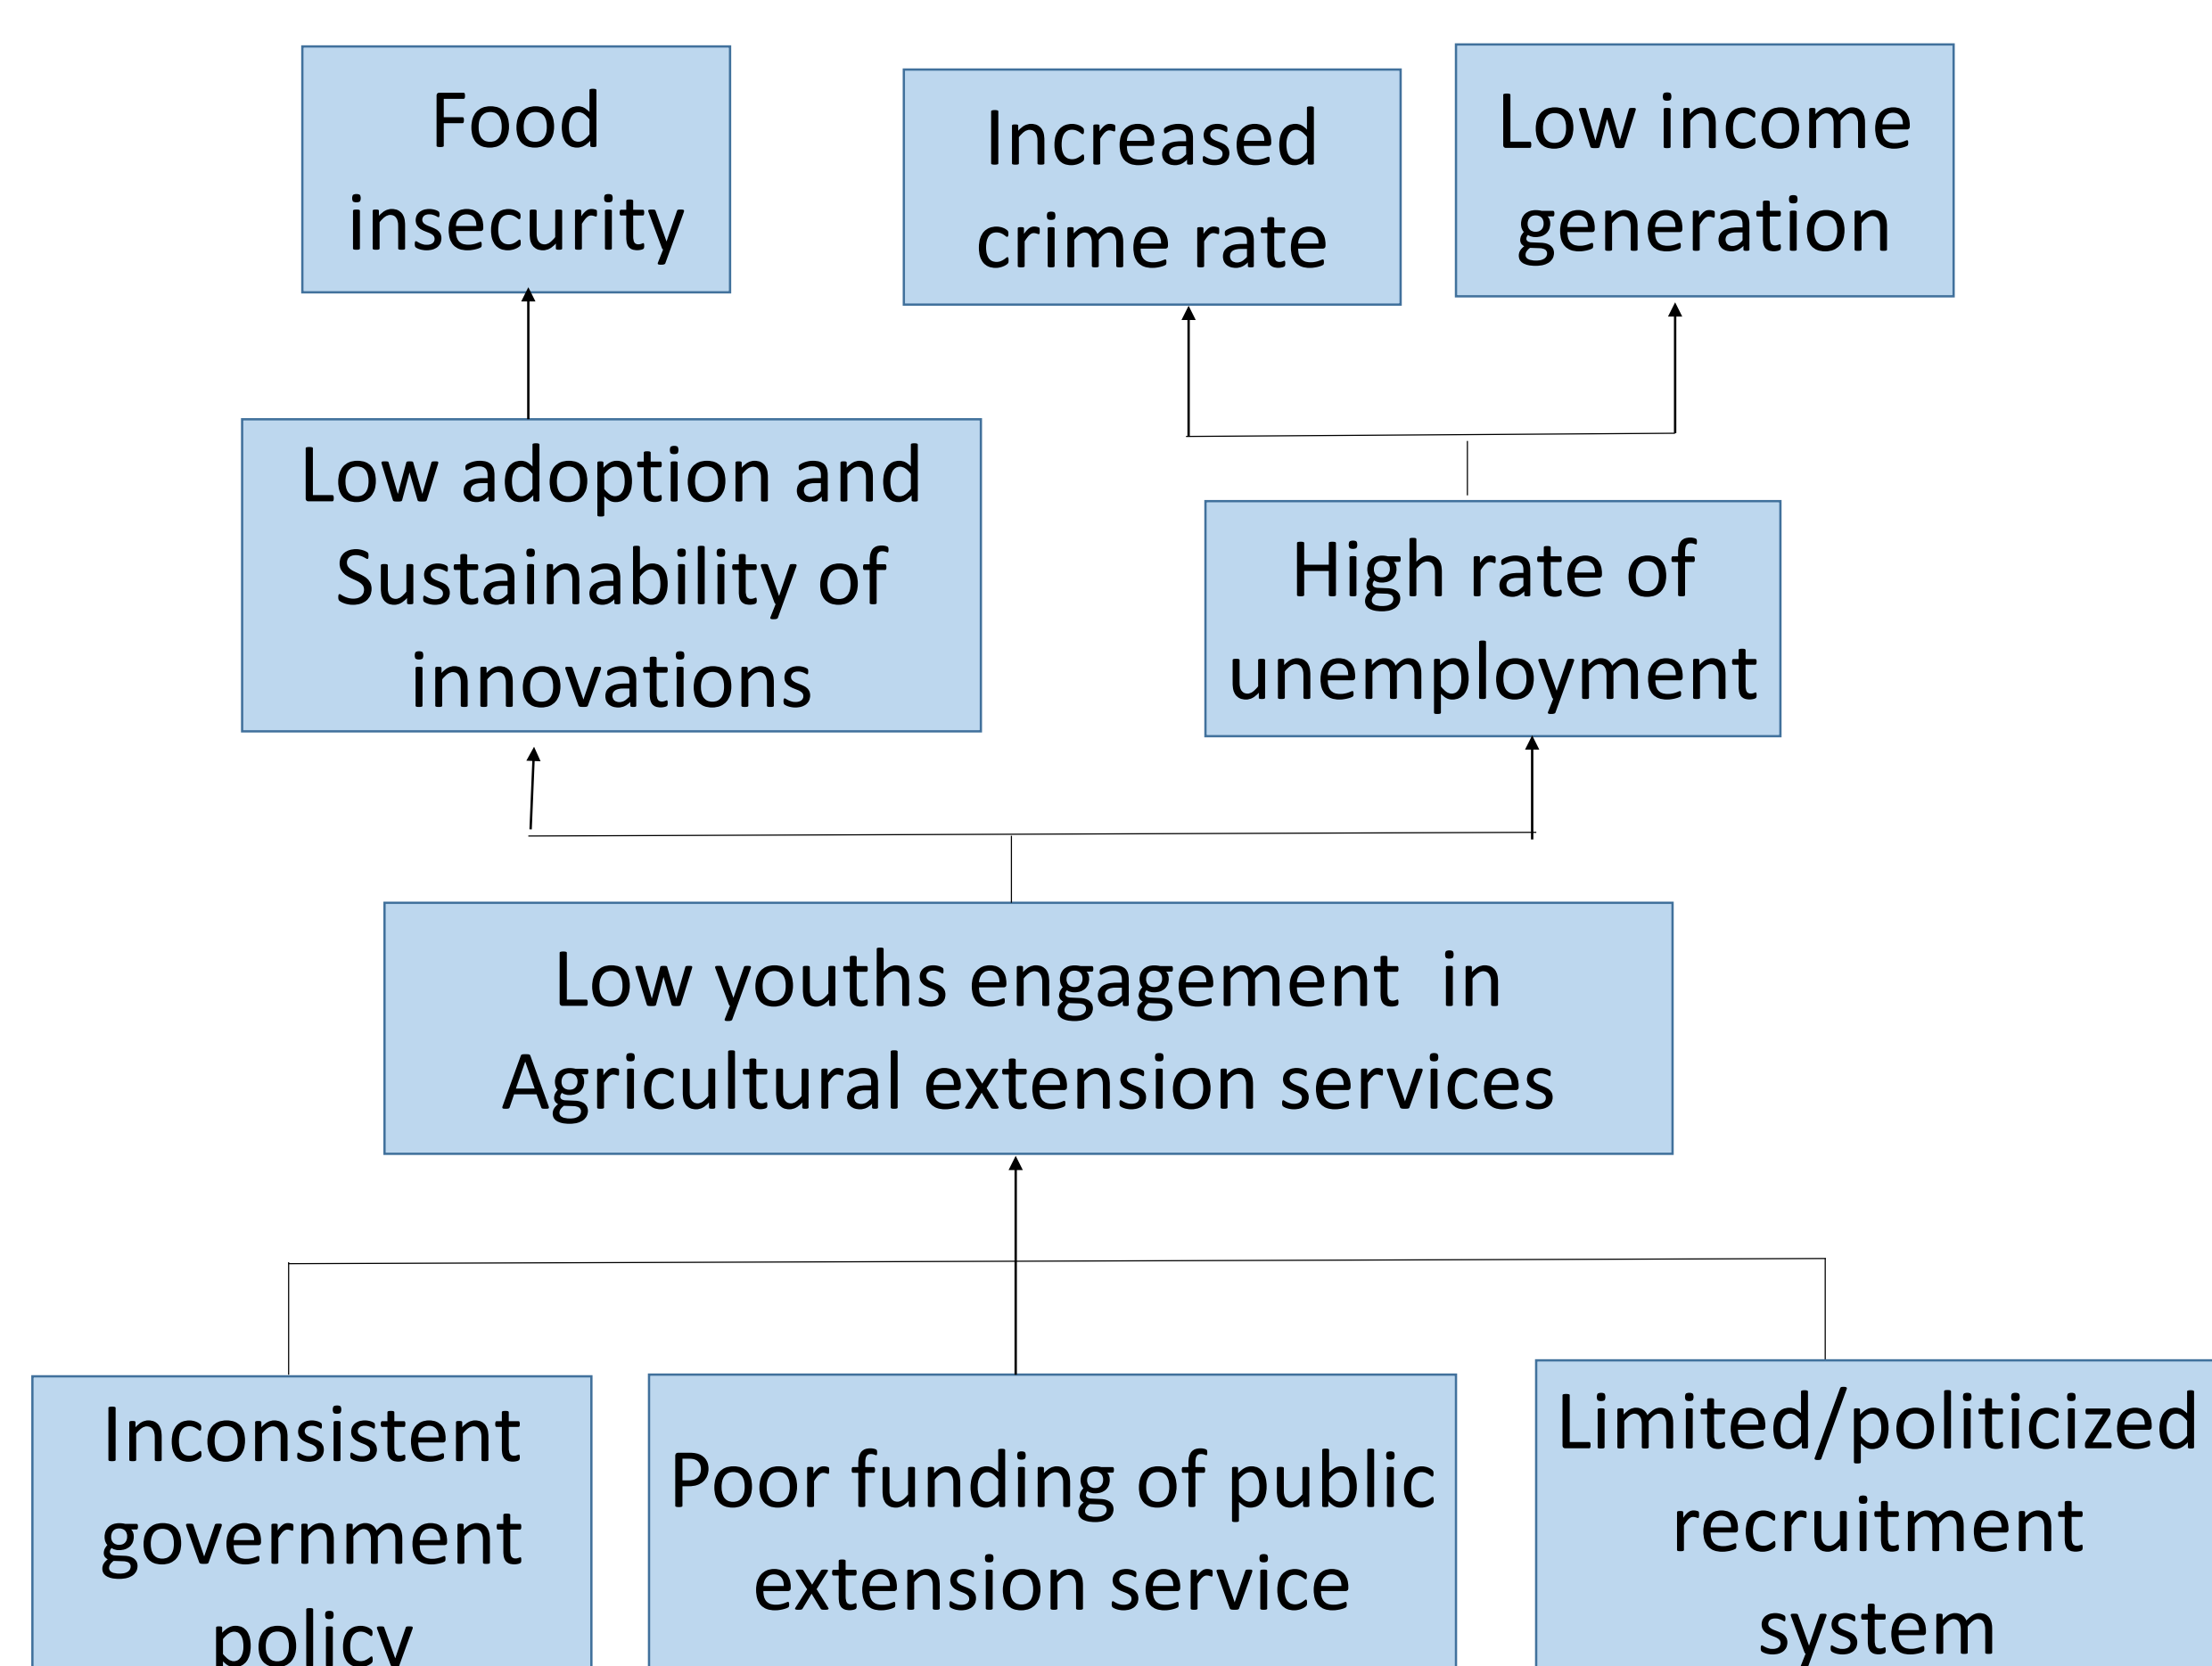 Food
insecurity
Increased
crime rate
Low income
generation
Low adoption and
Sustainability of
innovations
High rate of
unemployment
Low youths engagement  in
Agricultural extension services
Inconsistent
government
policy
Poor funding of public
extension service
Limited/politicized
recruitment
system